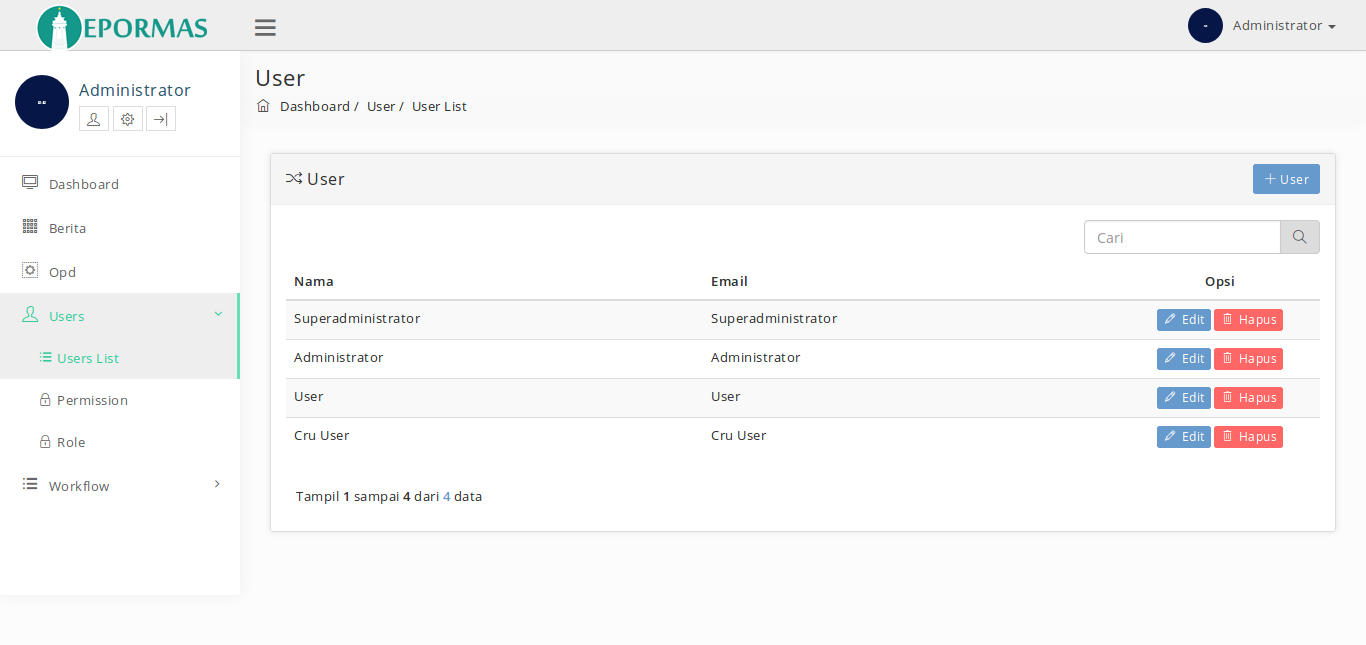 EPORMAS
Administrator
Administrator
Dashboard
Berita
Opd
Users
Users List
Permission
Role
Workflow
User
Dashboard / User / User List
User
+ User
Cari
Nama Email Opsi
Superadministrator Superadministrator Edit Hapus
Administrator Administrator Edit Hapus
User User Edit Hapus
Cru User Cru User Edit Hapus
Tampil 1 sampai 4 dari 4 data